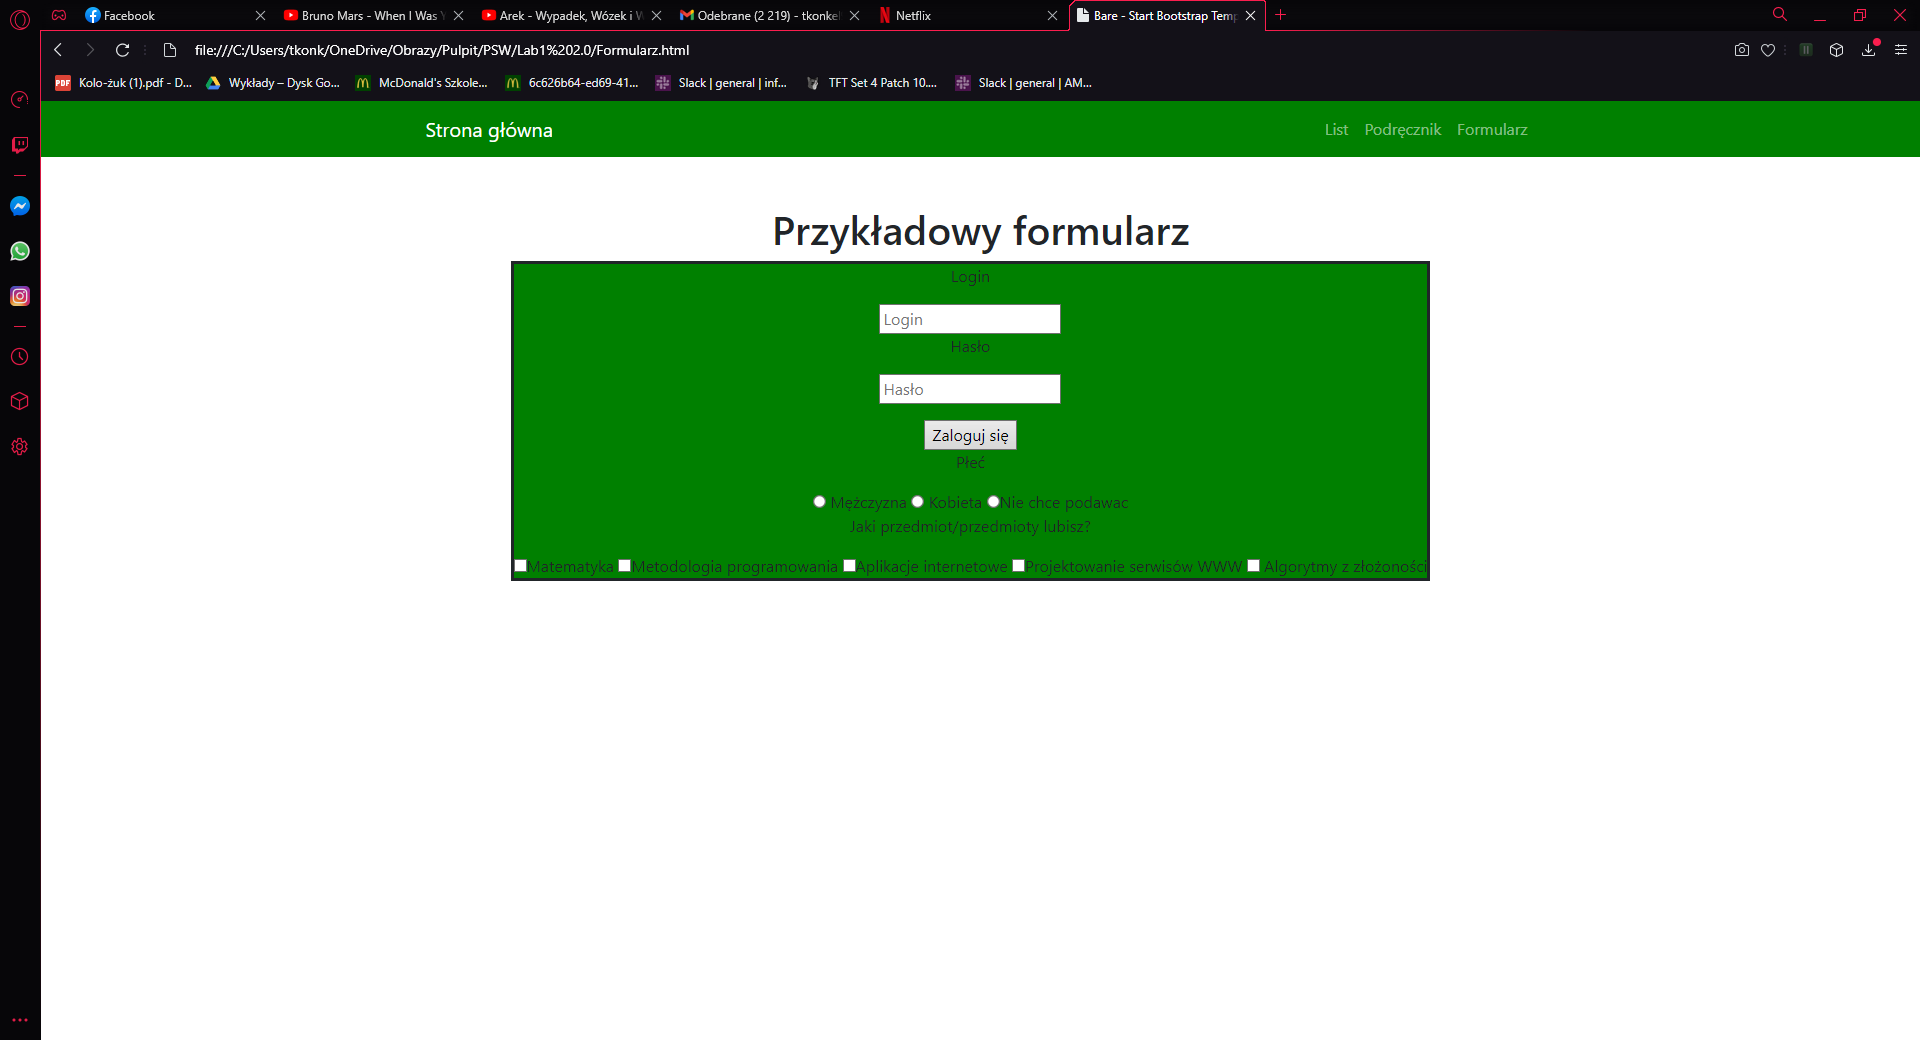 Facebook
Bruno Mars - When I Was
Arek - Wypadek, Wózek i
Odebrane (2 219) - tkonke
Netflix
Bare - Start Bootstrap Temp
file:///C:/Users/tkonk/OneDrive/Obrazy/Pulpit/PSW/Lab1%202.0/Formularz.html
PDF Kolo-żuk (1).pdf - D...
Wykłady – Dysk Go...
McDonald's Szkole...
6c626b64-ed69-41...
Slack | general | inf...
TFT Set 4 Patch 10....
Slack | general | AM...
Strona główna
List Podręcznik Formularz
Przykładowy formularz
Login
Login
Hasło
Hasło
Zaloguj się
Płeć
Mężczyzna Kobieta Nie chce podawac
Jaki przedmiot/przedmioty lubisz?
Matematyka Metodologia programowania Aplikacje internetowe Projektowanie serwisów WWW Algorytmy z złożoności